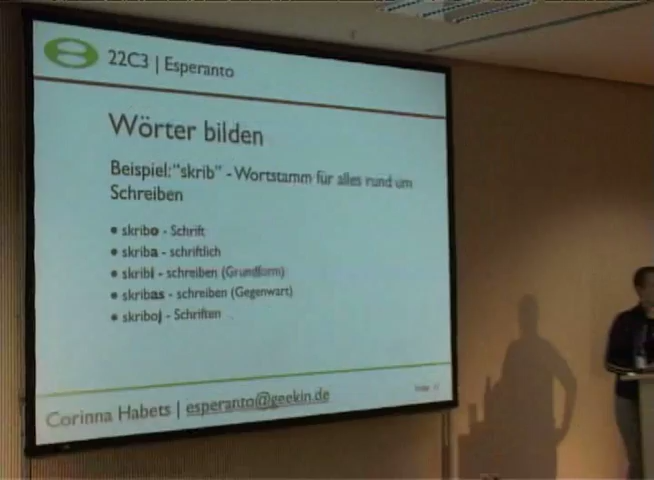 22C3 | Esperanto
Wörter bilden
Beispiel:"skrib" - Wortstamm für alles rund um
Schreiben
• skribo - Schrift
• skriba - schriftlich
• skribi - schreiben (Grundform)
• skribas - schreiben (Gegenwart)
• skriboj - Schriften
Corinna Habets | esperanto@geekin.de